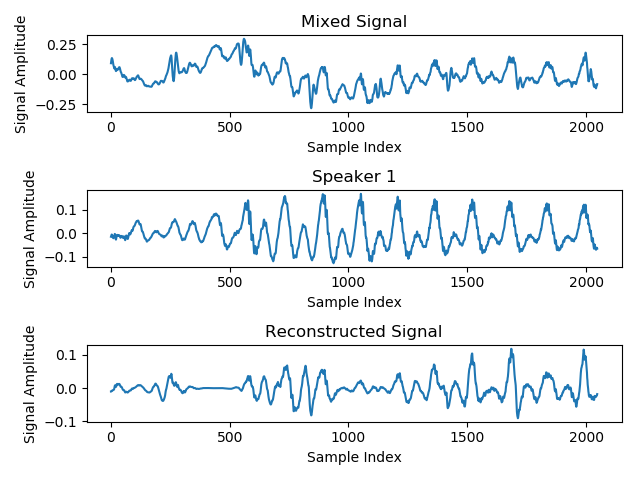 Mixed Signal
Signal Amplitude
0.25
0.00
−0.25
0 500 1000 1500 2000
Sample Index
Speaker 1
Signal Amplitude
0.1
0.0
−0.1
0 500 1000 1500 2000
Sample Index
Reconstructed Signal
Signal Amplitude
0.1
0.0
−0.1
0 500 1000 1500 2000
Sample Index